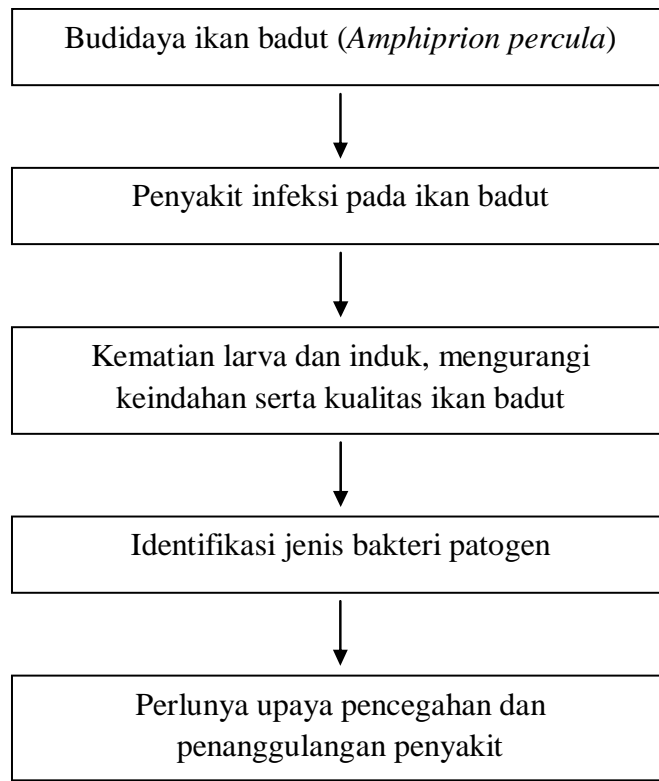 Budidaya ikan badut (Amphiprion percula)
Penyakit infeksi pada ikan badut
Kematian larva dan induk, mengurangi
keindahan serta kualitas ikan badut
Identifikasi jenis bakteri patogen
Perlunya upaya pencegahan dan
penanggulangan penyakit